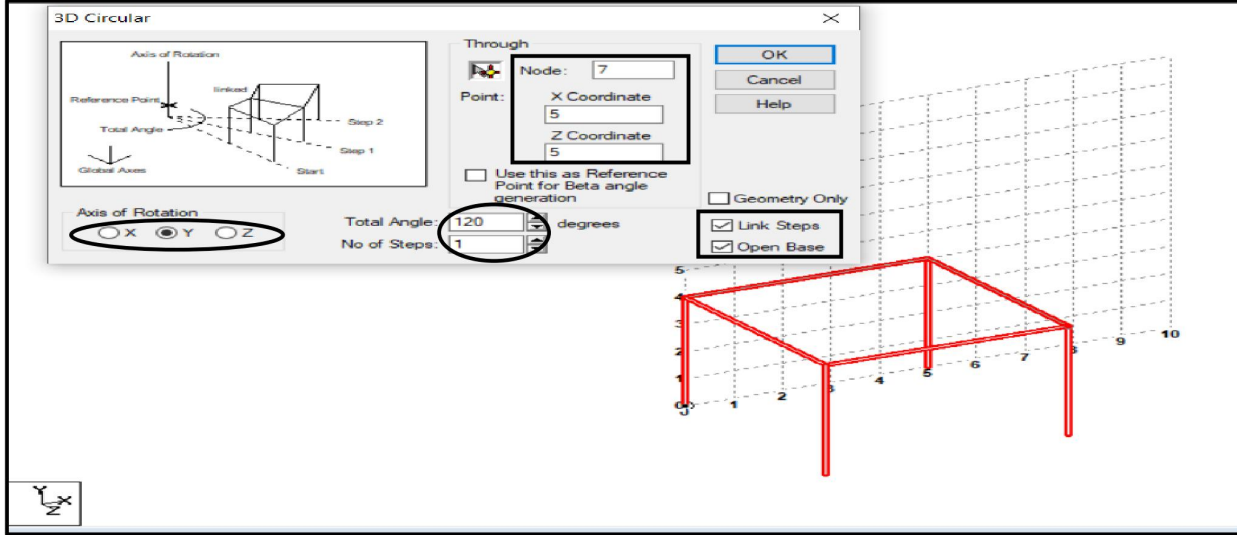 3D Circular
Axis of Rotation
Reference Point
linked
Total Angle
Step 2
Step 1
Start
Global Axes
Through
Node: 7
Point:
X Coordinate
5
Z Coordinate
5
Use this as Reference
Point for Beta angle
generation
OK
Cancel
Help
Geometry Only
Link Steps
Open Base
Axis of Rotation
X Y Z
Total Angle: 120 degrees
No of Steps: 1
5
4
3
2
1
0
1
2
3
4
5
6
7
8
9
10
Y
X
Z